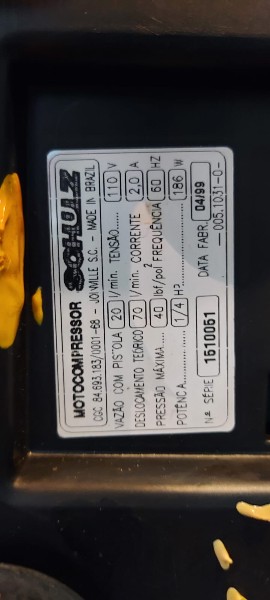 MOTOCOMPRESSOR SCHULZ
CGC 84.693.183/0001-68 - JOINVILLE S.C. - MADE IN BRAZIL
VAZÃO COM PISTOLA 20 l/min. TENSÃO...... 110 V
DESLOCAMENTO TEÓRICO 70 l/min. CORRENTE 2,0 A
PRESSÃO MÁXIMA.... 40 lbf/pol² FREQUÊNCIA 60 HZ
POTÊNCIA.............. 1/4 HP........................ 186 W
Nº SÉRIE 1510051 DATA FABR. 04/99
005.1031-0